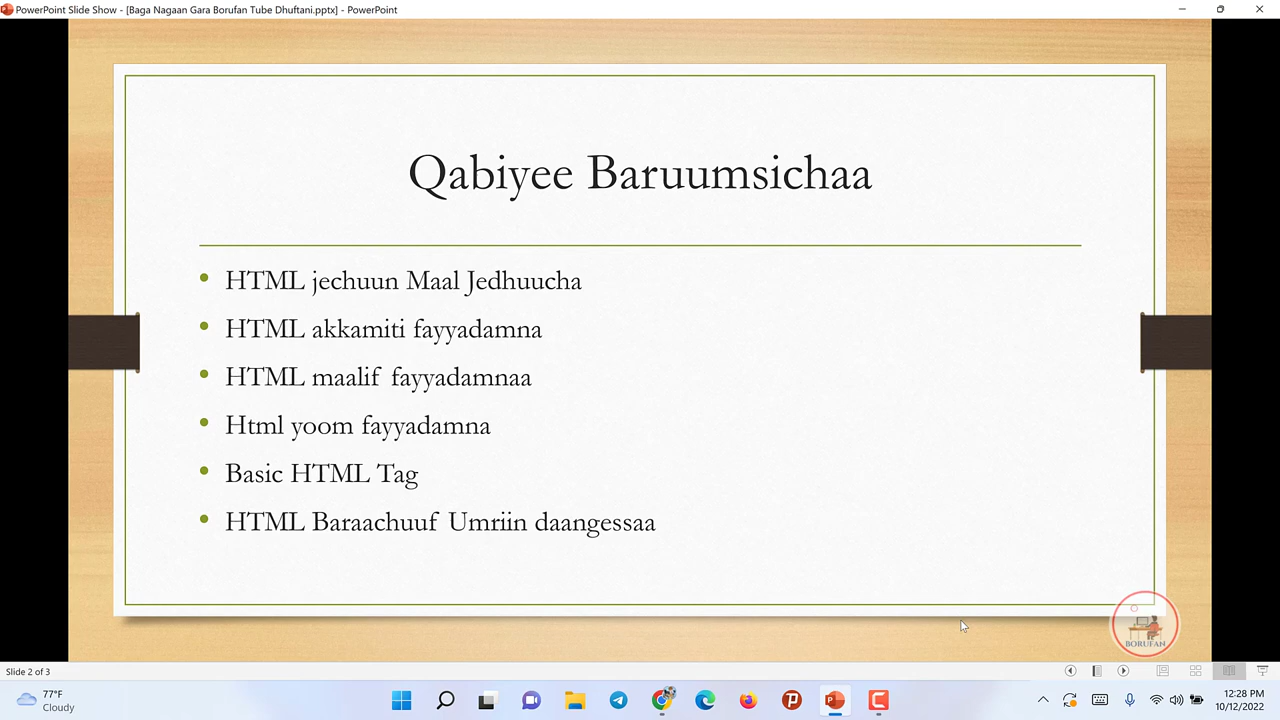 PowerPoint Slide Show - [Baga Nagaan Gara Borufan Tube Dhuftani.pptx] - PowerPoint
Qabiyee Baruumsichaa
• HTML jechuun Maal Jedhuucha
• HTML akkamiti fayyadamna
• HTML maalif fayyadamnaa
• Html yoom fayyadamna
• Basic HTML Tag
• HTML Baraachuuf Umriin daangessaa
BORUFAN
Slide 2 of 3
77°F
Cloudy
12:28 PM
10/12/2022